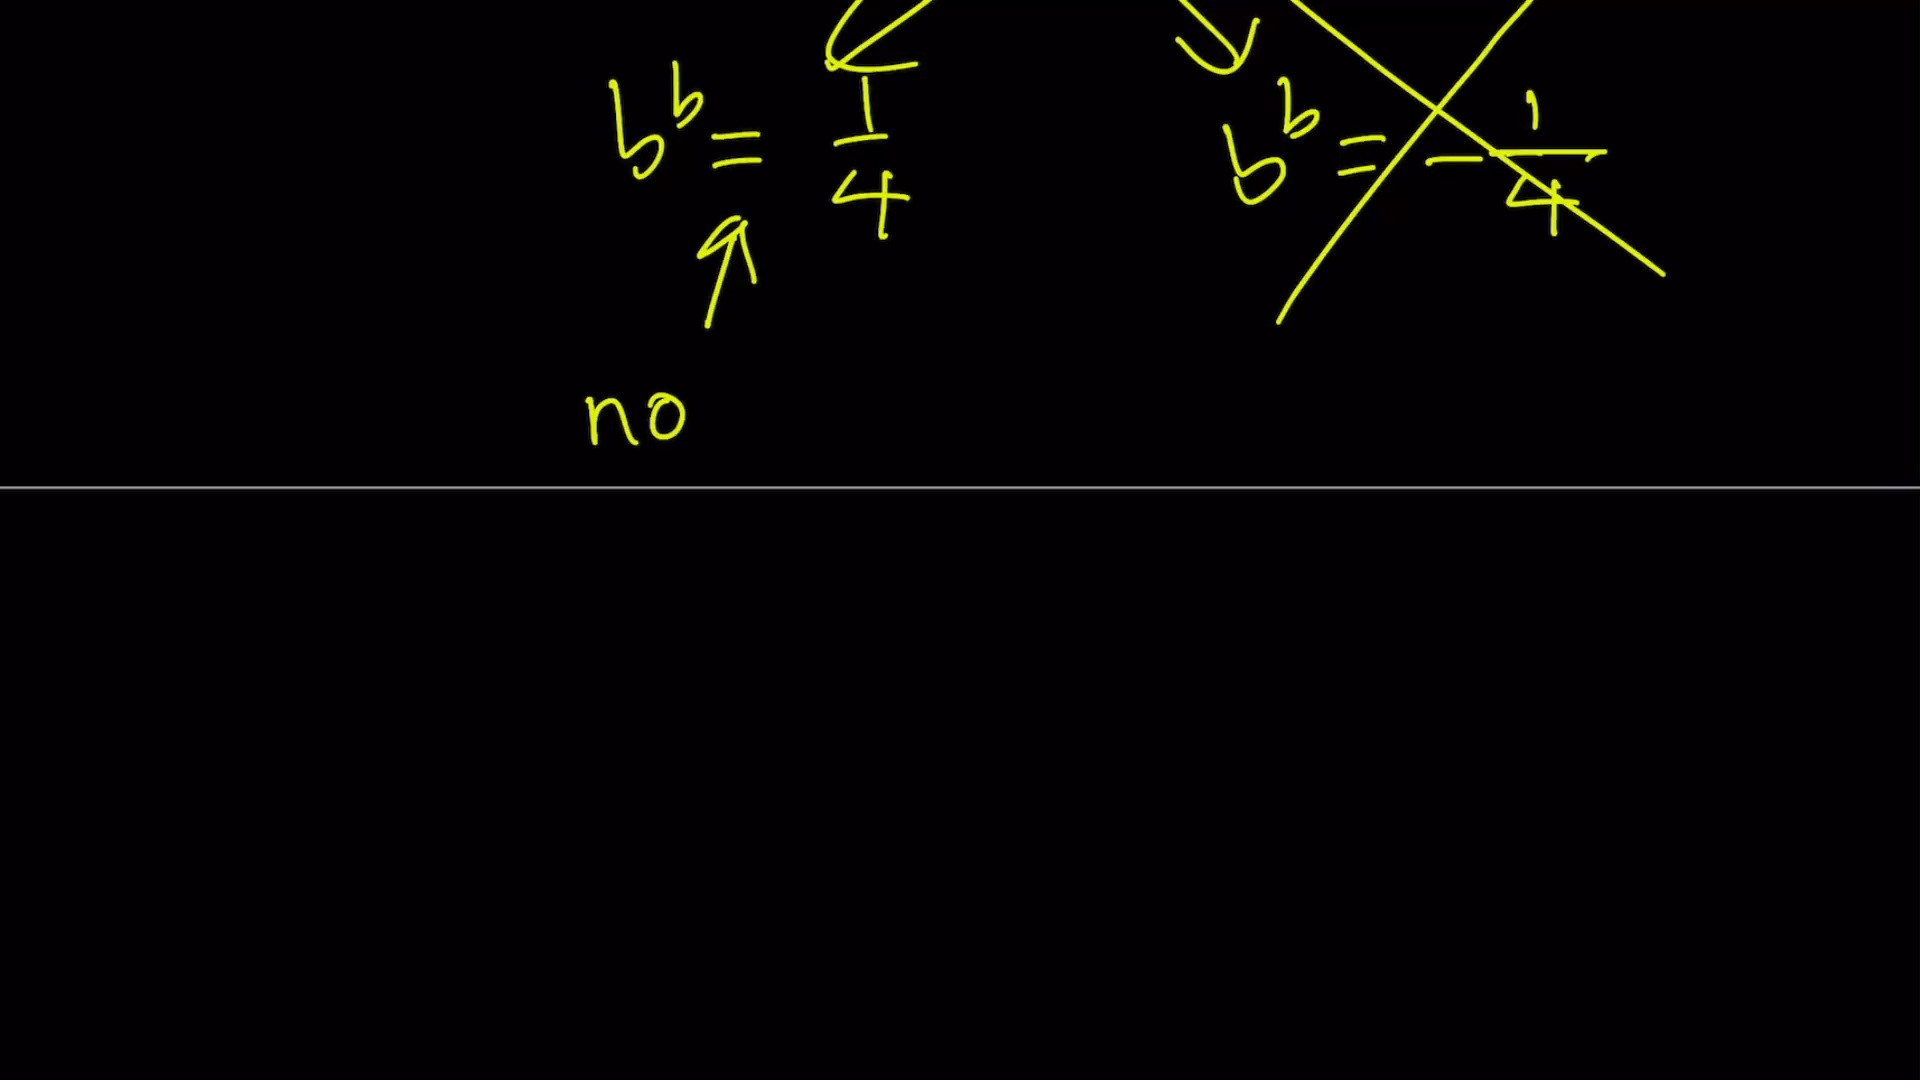 b^b = 1/4
b^b = -1/4
no